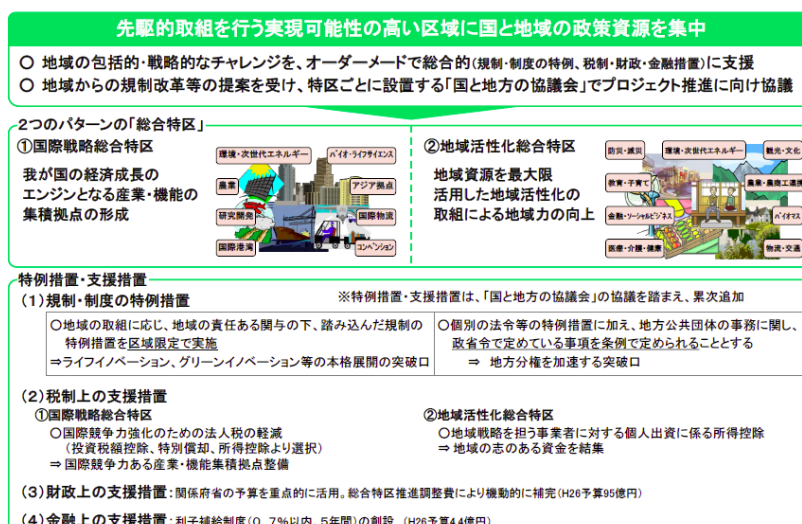 先駆的取組を行う実現可能性の高い区域に国と地域の政策資源を集中
○ 地域の包括的・戦略的なチャレンジを、オーダーメードで総合的(規制・制度の特例、税制・財政・金融措置)に支援
○ 地域からの規制改革等の提案を受け、特区ごとに設置する「国と地方の協議会」でプロジェクト推進に向け協議
2つのパターンの「総合特区」
①国際戦略総合特区
我が国の経済成長の
エンジンとなる産業・機能の
集積拠点の形成
環境・次世代エネルギー
バイオ・ライフサイエンス
農業
アジア拠点
研究開発
国際物流
国際港湾
コンベンション
②地域活性化総合特区
地域資源を最大限
活用した地域活性化の
取組による地域力の向上
防災・減災
環境・次世代エネルギー
観光・文化
教育・子育て
農業・農商工連携
金融・ソーシャルビジネス
バイオマス
医療・介護・健康
物流・交通
特例措置・支援措置
(1)規制・制度の特例措置
※特例措置・支援措置は、「国と地方の協議会」の協議を踏まえ、累次追加
○地域の取組に応じ、地域の責任ある関与の下、踏み込んだ規制の
特例措置を区域限定で実施
⇒ライフイノベーション、グリーンイノベーション等の本格展開の突破口
○個別の法令等の特例措置に加え、地方公共団体の事務に関し、
政省令で定めている事項を条例で定められることとする
⇒ 地方分権を加速する突破口
(2)税制上の支援措置
①国際戦略総合特区
○国際競争力強化のための法人税の軽減
(投資税額控除、特別償却、所得控除より選択)
⇒ 国際競争力ある産業・機能集積拠点整備
②地域活性化総合特区
○地域戦略を担う事業者に対する個人出資に係る所得控除
⇒ 地域の志のある資金を結集
(3)財政上の支援措置:関係府省の予算を重点的に活用。総合特区推進調整費により機動的に補完(H26予算95億円)
(4)金融上の支援措置:利子補給制度(0.7%以内、5年間)の創設 (H26予算4.4億円)